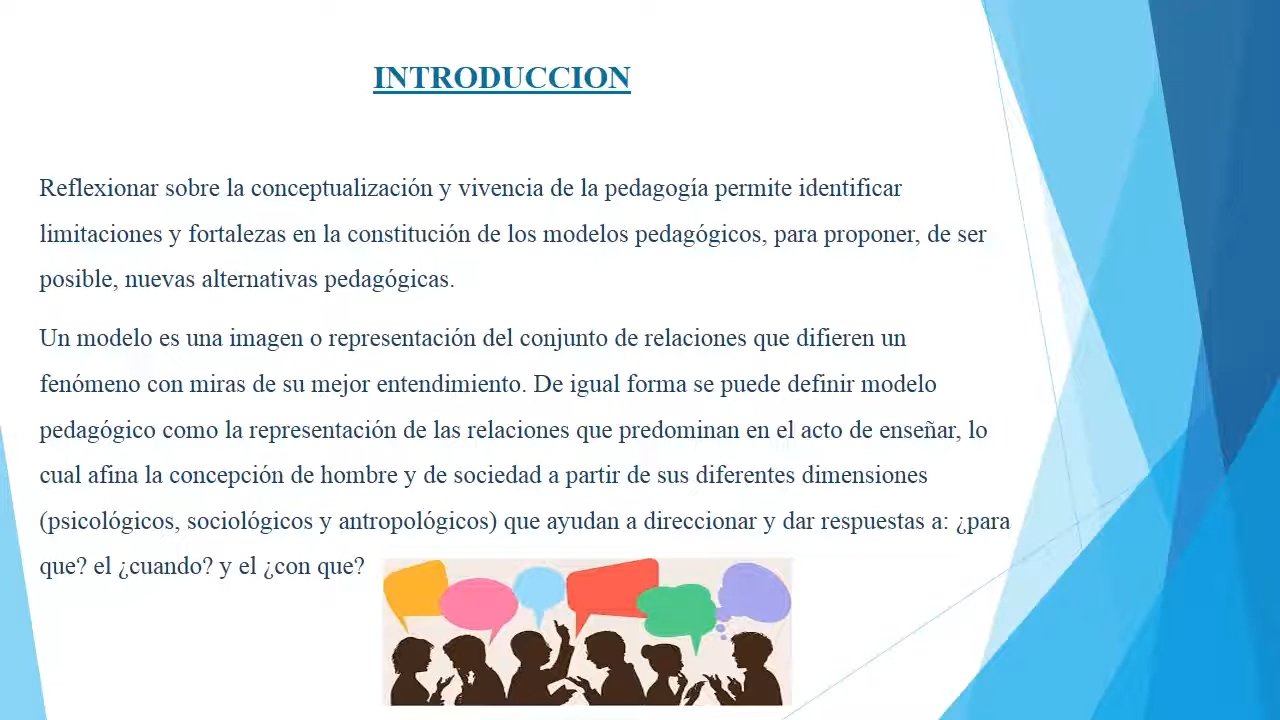 INTRODUCCION
Reflexionar sobre la conceptualización y vivencia de la pedagogía permite identificar
limitaciones y fortalezas en la constitución de los modelos pedagógicos, para proponer, de ser
posible, nuevas alternativas pedagógicas.
Un modelo es una imagen o representación del conjunto de relaciones que difieren un
fenómeno con miras de su mejor entendimiento. De igual forma se puede definir modelo
pedagógico como la representación de las relaciones que predominan en el acto de enseñar, lo
cual afina la concepción de hombre y de sociedad a partir de sus diferentes dimensiones
(psicológicos, sociológicos y antropológicos) que ayudan a direccionar y dar respuestas a: ¿para
que? el ¿cuando? y el ¿con que?